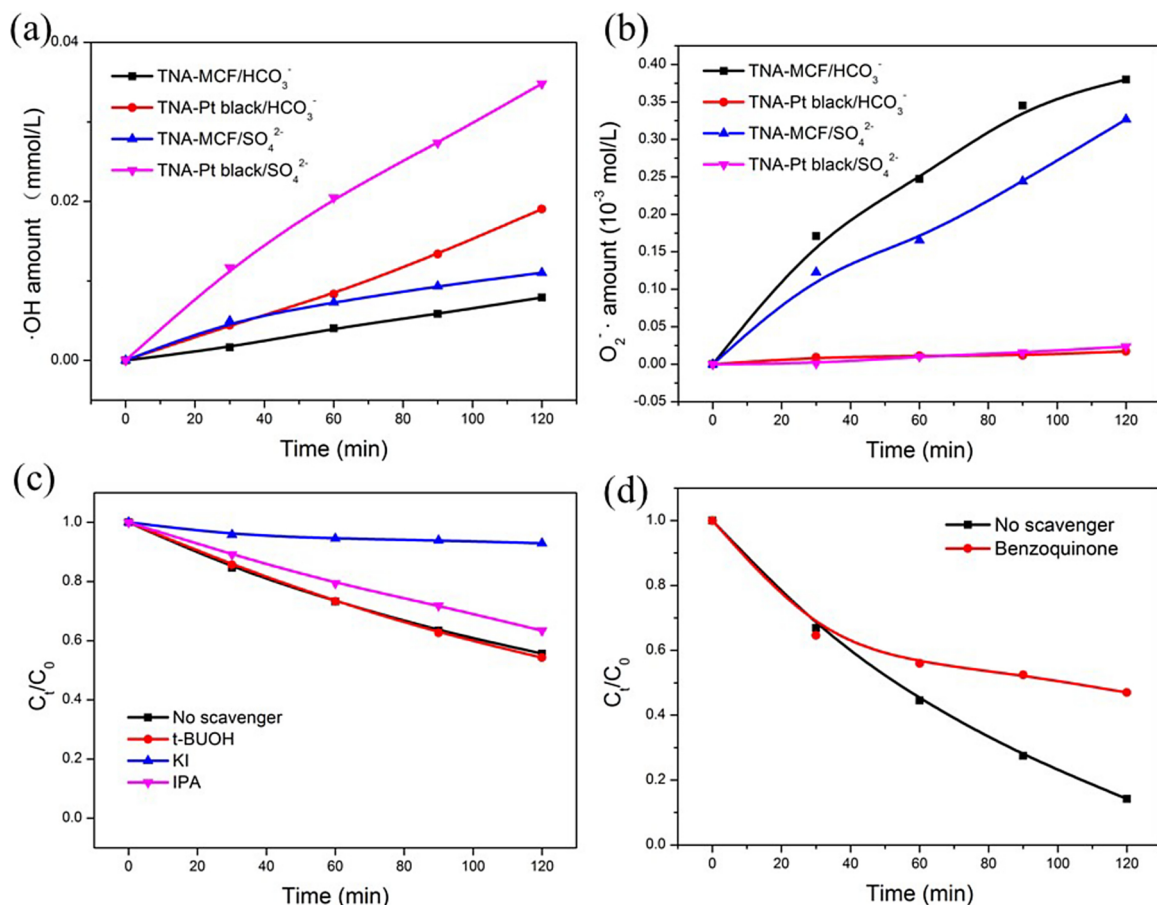 (a)
0.04
0.02
0.00
·OH amount (mmol/L)
TNA-MCF/HCO₃⁻
TNA-Pt black/HCO₃⁻
TNA-MCF/SO₄²⁻
TNA-Pt black/SO₄²⁻
0 20 40 60 80 100 120
Time (min)
(b)
0.40
0.35
0.30
0.25
0.20
0.15
0.10
0.05
0.00
-0.05
O₂⁻· amount (10⁻³ mol/L)
TNA-MCF/HCO₃⁻
TNA-Pt black/HCO₃⁻
TNA-MCF/SO₄²⁻
TNA-Pt black/SO₄²⁻
0 20 40 60 80 100 120
Time (min)
(c)
1.0
0.8
0.6
0.4
0.2
0.0
Cₜ/C₀
No scavenger
t-BUOH
KI
IPA
0 20 40 60 80 100 120
Time (min)
(d)
1.0
0.8
0.6
0.4
0.2
0.0
Cₜ/C₀
No scavenger
Benzoquinone
0 20 40 60 80 100 120
Time (min)